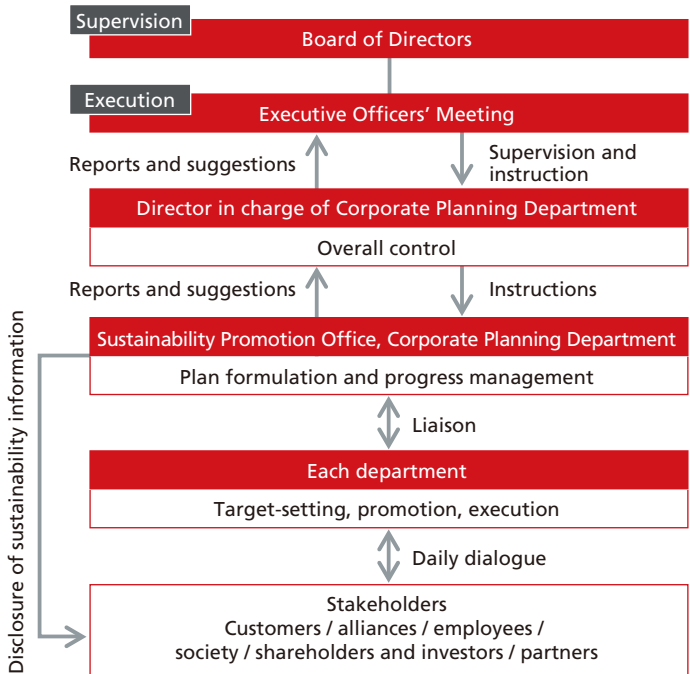 Supervision
Board of Directors
Execution
Executive Officers’ Meeting
Reports and suggestions
Supervision and
instruction
Director in charge of Corporate Planning Department
Overall control
Reports and suggestions
Instructions
Sustainability Promotion Office, Corporate Planning Department
Plan formulation and progress management
Liaison
Each department
Target-setting, promotion, execution
Daily dialogue
Disclosure of sustainability information
Stakeholders
Customers / alliances / employees /
society / shareholders and investors / partners